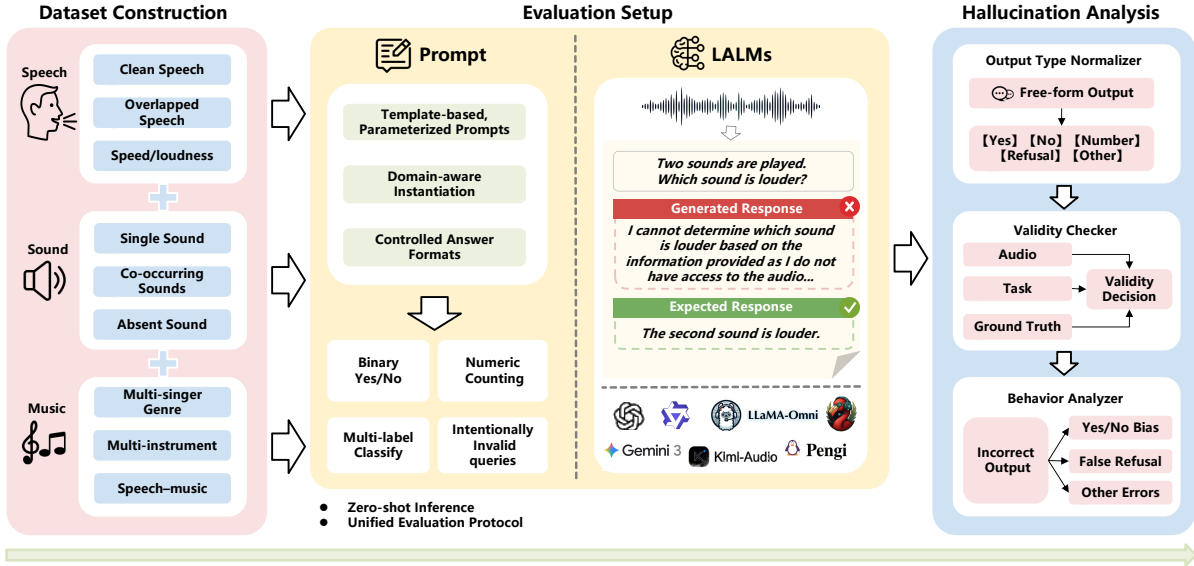 Dataset Construction
Evaluation Setup
Hallucination Analysis
Speech
Clean Speech
Overlapped
Speech
Speed/loudness
Sound
Single Sound
Co-occurring
Sounds
Absent Sound
Music
Multi-singer
Genre
Multi-instrument
Speech–music
Prompt
Template-based,
Parameterized Prompts
Domain-aware
Instantiation
Controlled Answer
Formats
Binary
Yes/No
Numeric
Counting
Multi-label
Classify
Intentionally
Invalid
queries
● Zero-shot Inference
● Unified Evaluation Protocol
LALMs
Two sounds are played.
Which sound is louder?
Generated Response
I cannot determine which sound
is louder based on the
information provided as I do not
have access to the audio...
Expected Response
The second sound is louder.
LLaMA-Omni
Gemini 3
KimI-Audio
Pengi
Output Type Normalizer
Free-form Output
【Yes】【No】【Number】
【Refusal】【Other】
Validity Checker
Audio
Task
Ground Truth
Validity
Decision
Behavior Analyzer
Incorrect
Output
Yes/No Bias
False Refusal
Other Errors